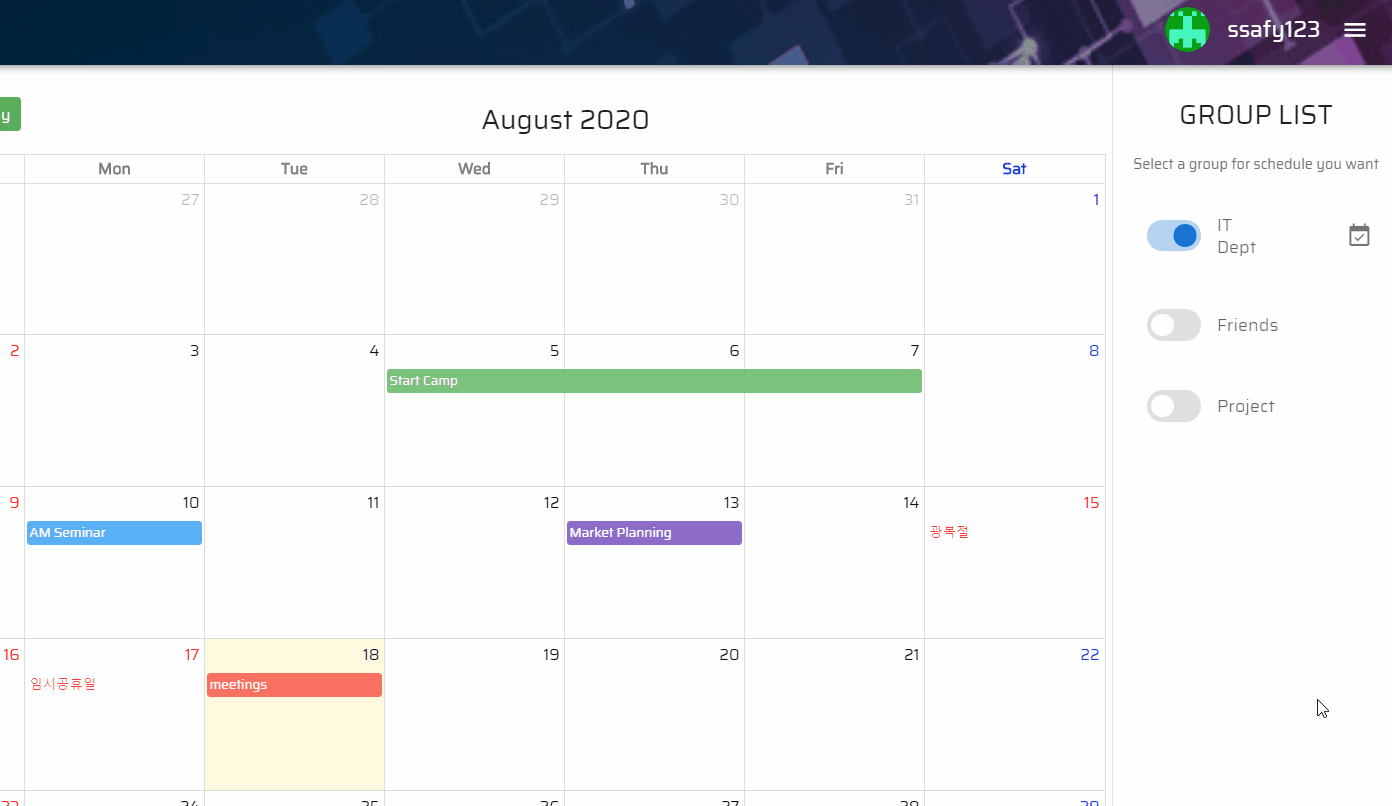 ssafy123
y
August 2020
Mon Tue Wed Thu Fri Sat
27 28 29 30 31 1
2 3 4 5 6 7 8
Start Camp
9 10 11 12 13 14 15
AM Seminar Market Planning 광복절
16 17 18 19 20 21 22
임시공휴일 meetings
23 24 25 26 27 28 29
GROUP LIST
Select a group for schedule you want
IT
Dept
Friends
Project